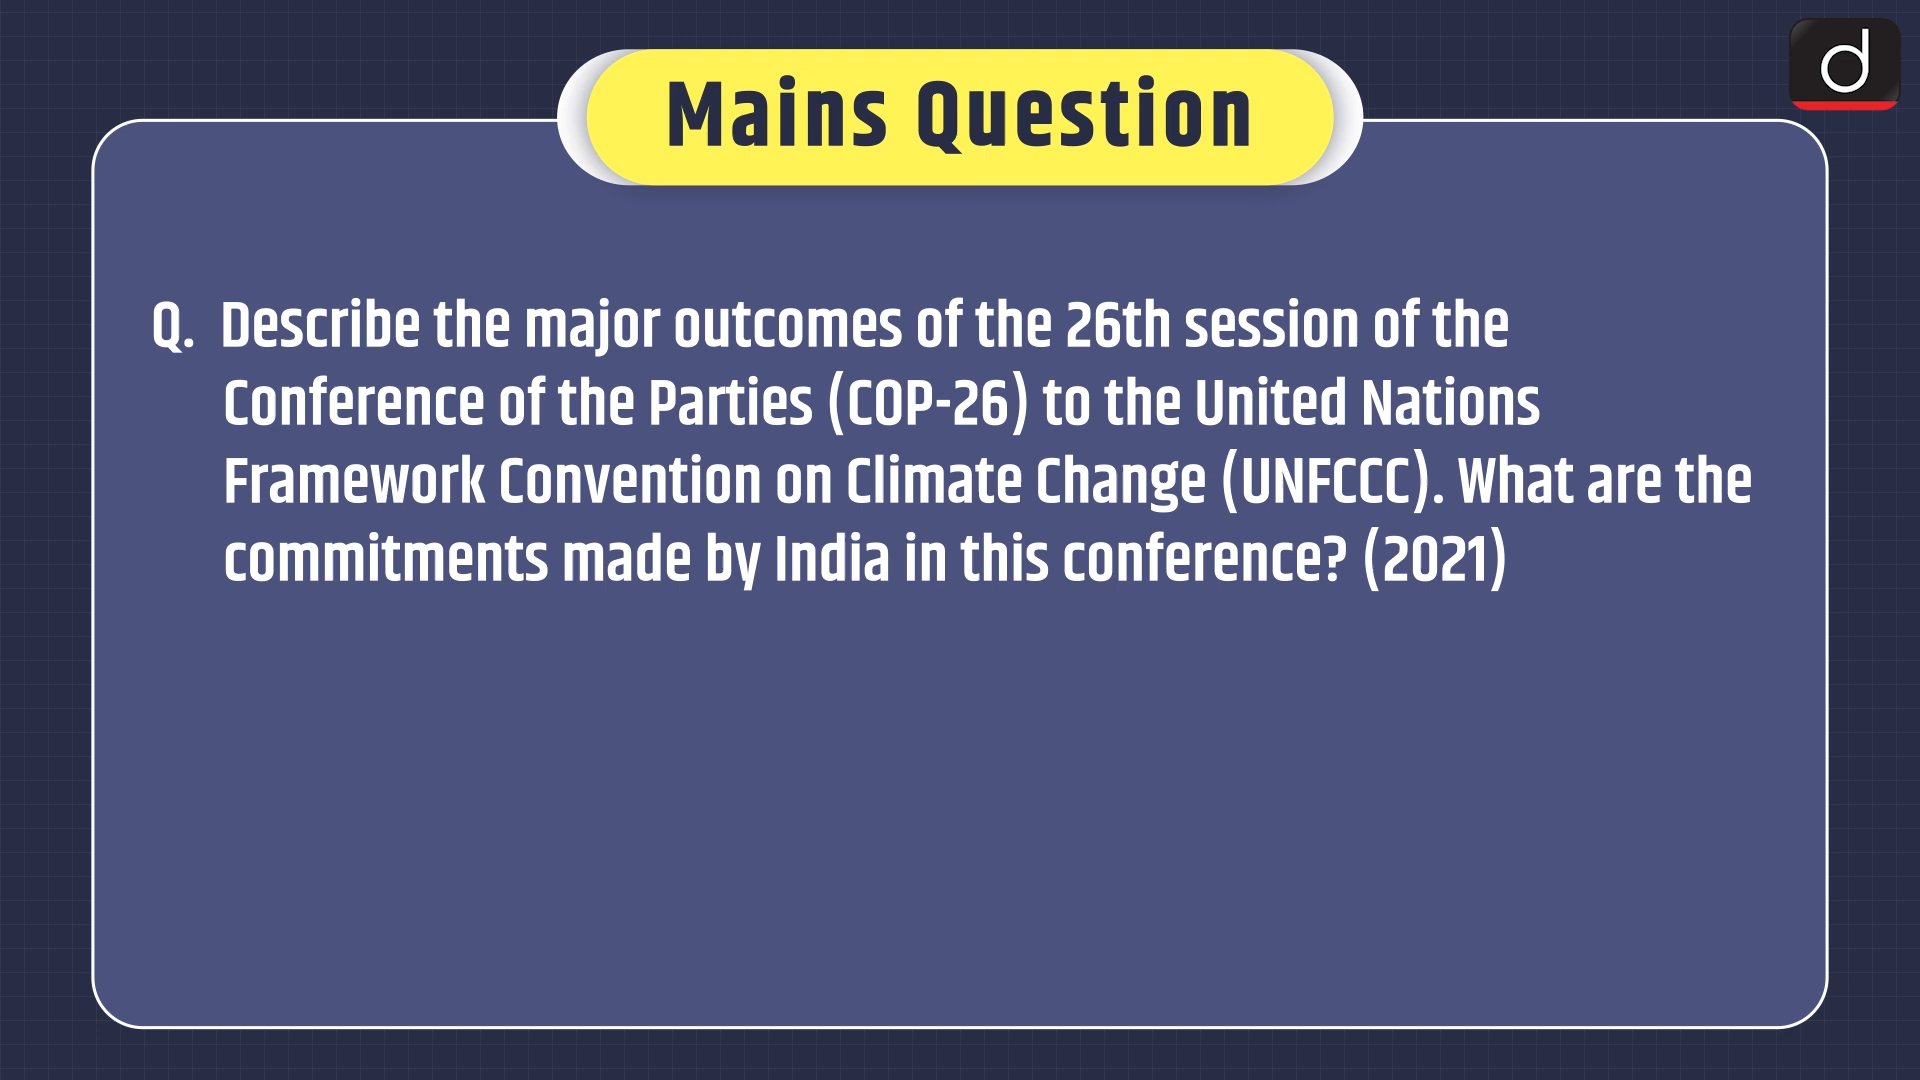 d
Mains Question
Q. Describe the major outcomes of the 26th session of the
Conference of the Parties (COP-26) to the United Nations
Framework Convention on Climate Change (UNFCCC). What are the
commitments made by India in this conference? (2021)